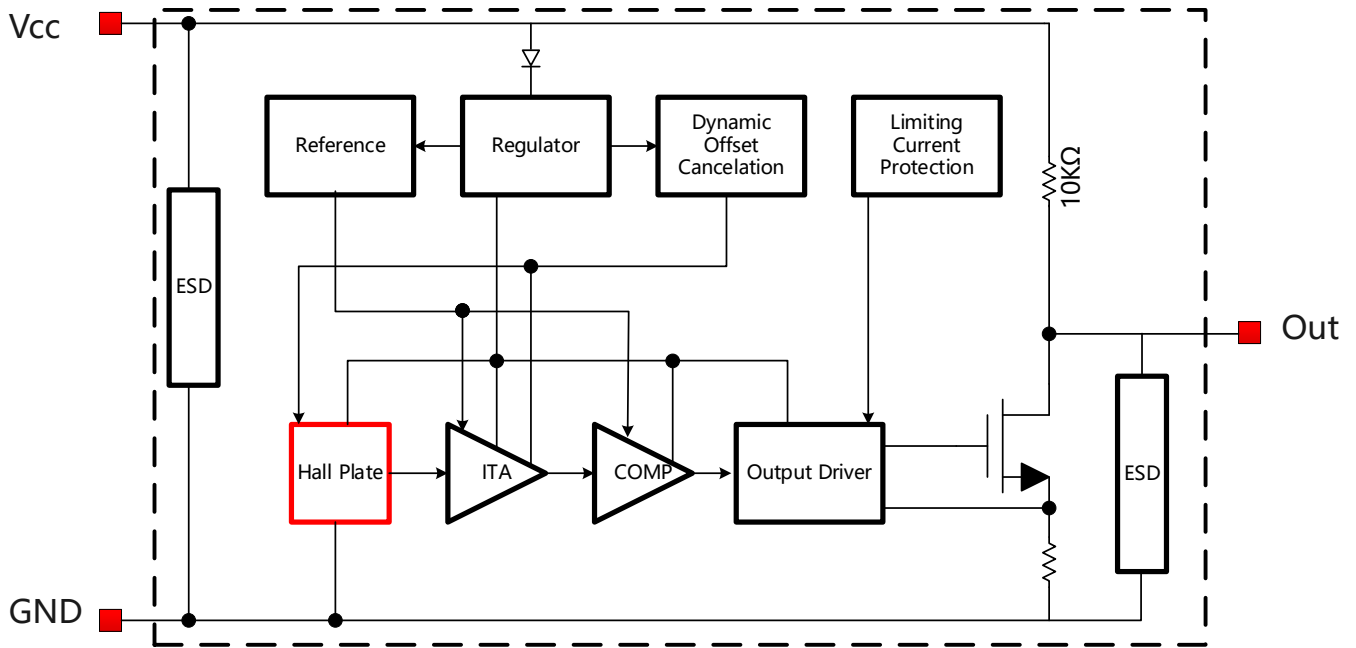 Vcc
Reference
Regulator
Dynamic
Offset
Cancelation
Limiting
Current
Protection
10KΩ
ESD
Out
Hall Plate
ITA
COMP
Output Driver
ESD
GND